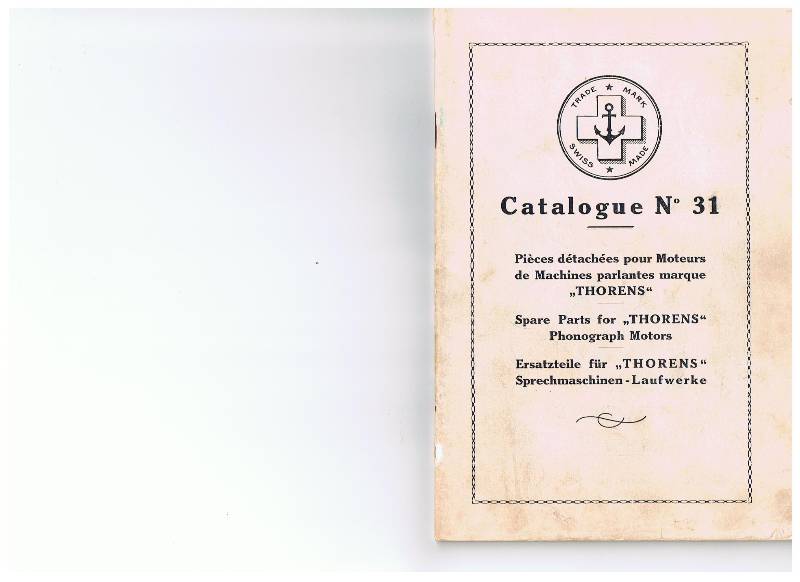 TRADE ★ MARK
SWISS ★ MADE
Catalogue Nº 31
Pièces détachées pour Moteurs
de Machines parlantes marque
„THORENS“
Spare Parts for „THORENS“
Phonograph Motors
Ersatzteile für „THORENS“
Sprechmaschinen-Laufwerke